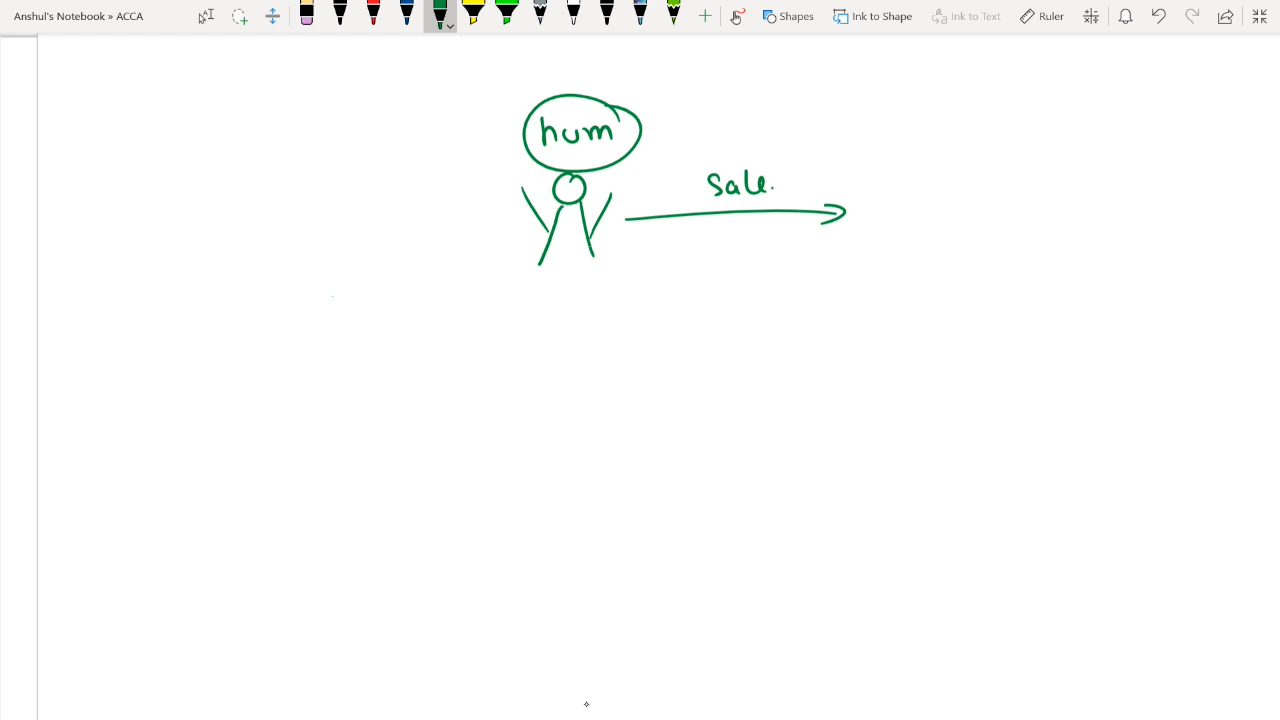 Anshul's Notebook » ACCA
Shapes
Ink to Shape
Ink to Text
Ruler
hum
Sale.